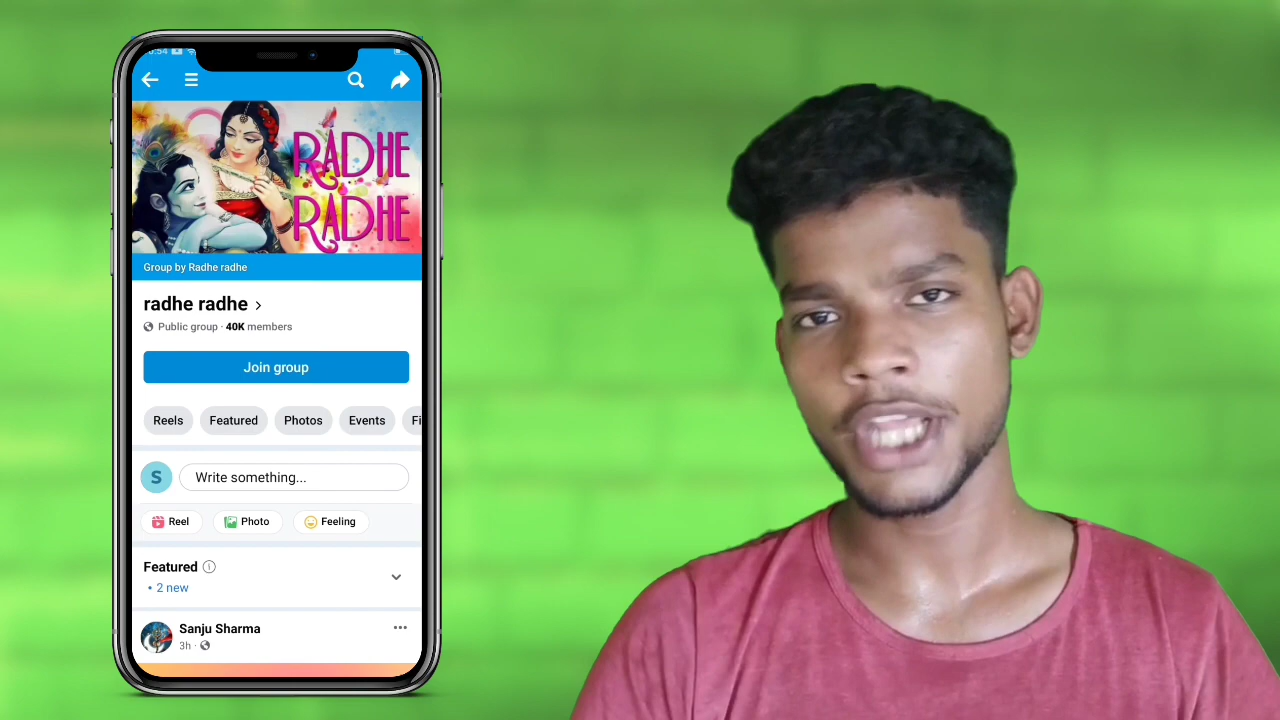 RADHE
RADHE
Group by Radhe radhe
radhe radhe
Public group · 40K members
Join group
Reels Featured Photos Events
S Write something...
Reel Photo Feeling
Featured
• 2 new
Sanju Sharma
3h ·